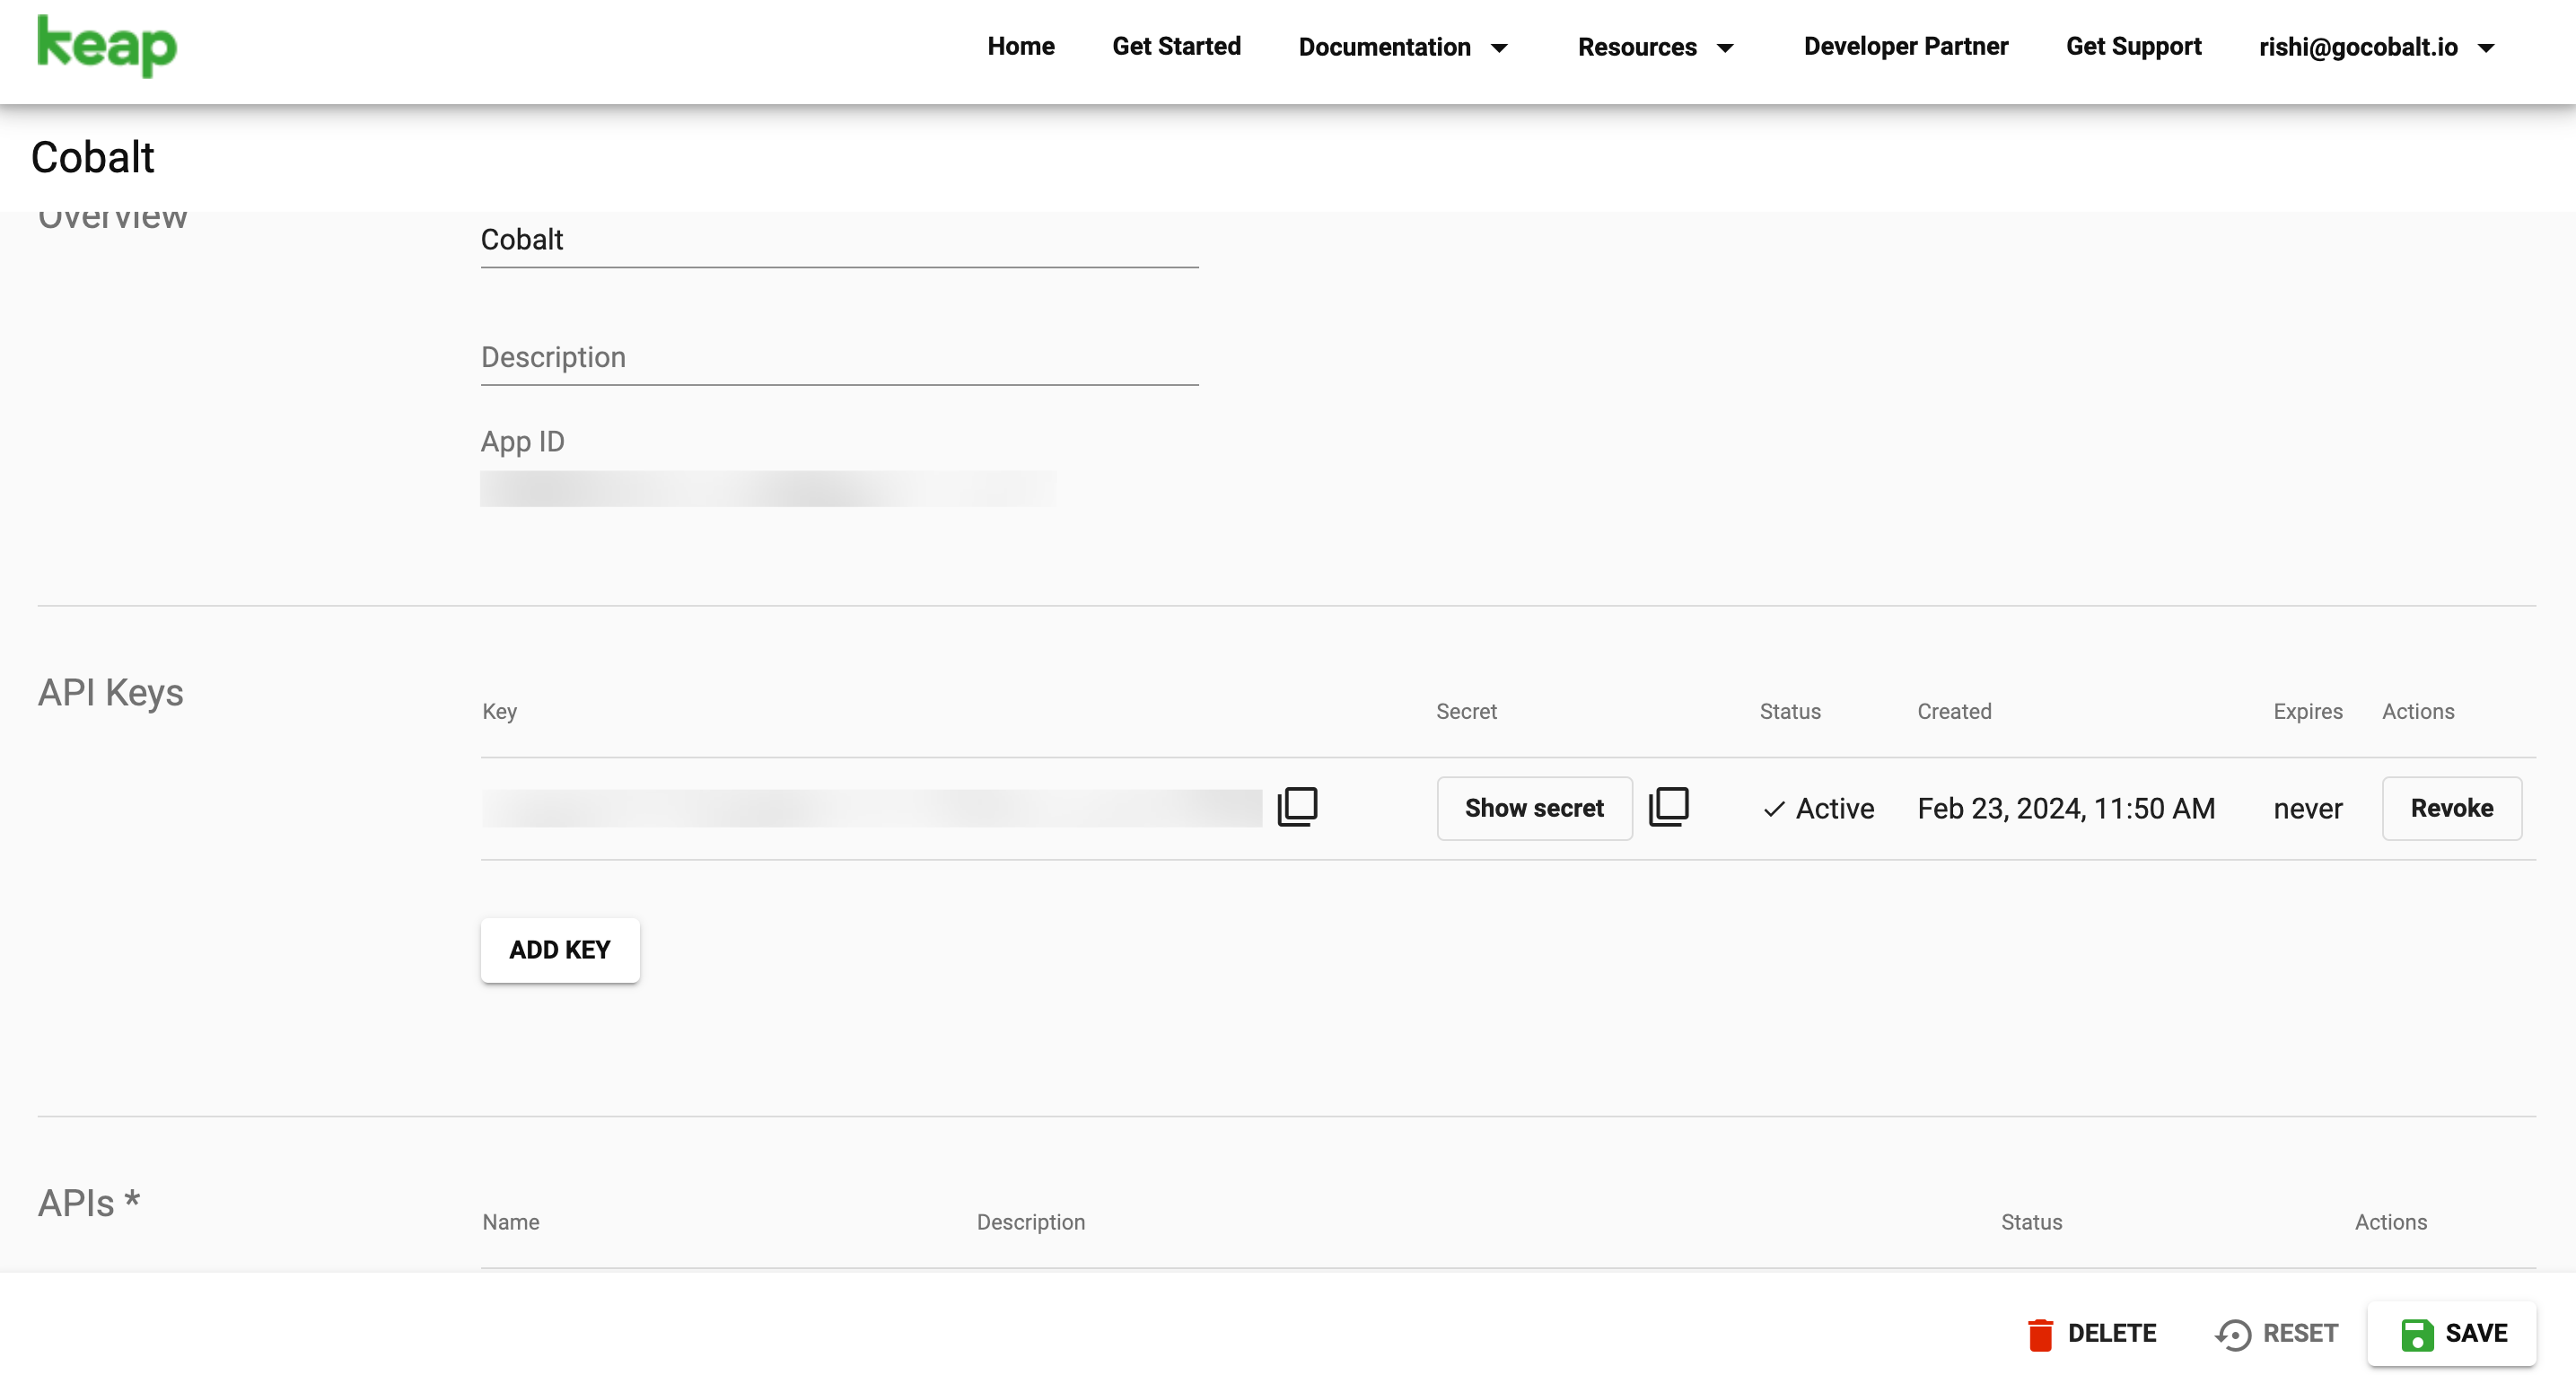 keap
Home Get Started Documentation Resources Developer Partner Get Support rishi@gocobalt.io
Cobalt
Overview
Cobalt
Description
App ID
API Keys
Key Secret Status Created Expires Actions
Show secret Active Feb 23, 2024, 11:50 AM never Revoke
ADD KEY
APIs *
Name Description Status Actions
DELETE RESET SAVE